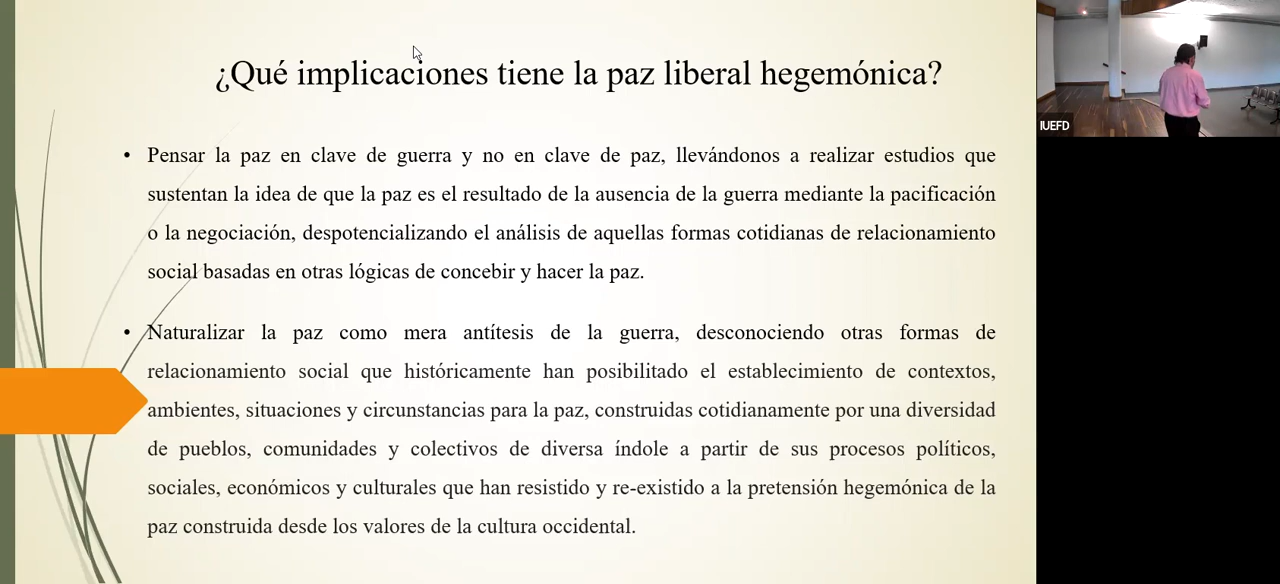 ¿Qué implicaciones tiene la paz liberal hegemónica?
• Pensar la paz en clave de guerra y no en clave de paz, llevándonos a realizar estudios que
sustentan la idea de que la paz es el resultado de la ausencia de la guerra mediante la pacificación
o la negociación, despotencializando el análisis de aquellas formas cotidianas de relacionamiento
social basadas en otras lógicas de concebir y hacer la paz.
• Naturalizar la paz como mera antítesis de la guerra, desconociendo otras formas de
relacionamiento social que históricamente han posibilitado el establecimiento de contextos,
ambientes, situaciones y circunstancias para la paz, construidas cotidianamente por una diversidad
de pueblos, comunidades y colectivos de diversa índole a partir de sus procesos políticos,
sociales, económicos y culturales que han resistido y re-existido a la pretensión hegemónica de la
paz construida desde los valores de la cultura occidental.
IUEFD